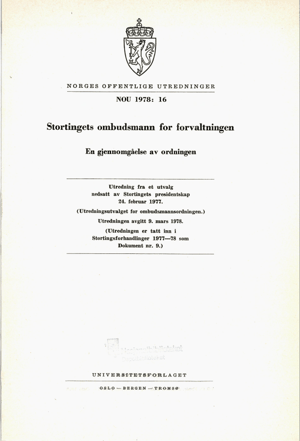 NORGES OFFENTLIGE UTREDNINGER
NOU 1978: 16
Stortingets ombudsmann for forvaltningen
En gjennomgåelse av ordningen
Utredning fra et utvalg
nedsatt av Stortingets presidentskap
24. februar 1977.
(Utredningsutvalget for ombudsmannsordningen.)
Utredningen avgitt 9. mars 1978.
(Utredningen er tatt inn i
Stortingsforhandlinger 1977—78 som
Dokument nr. 9.)
UNIVERSITETSFORLAGET
OSLO — BERGEN — TROMSØ